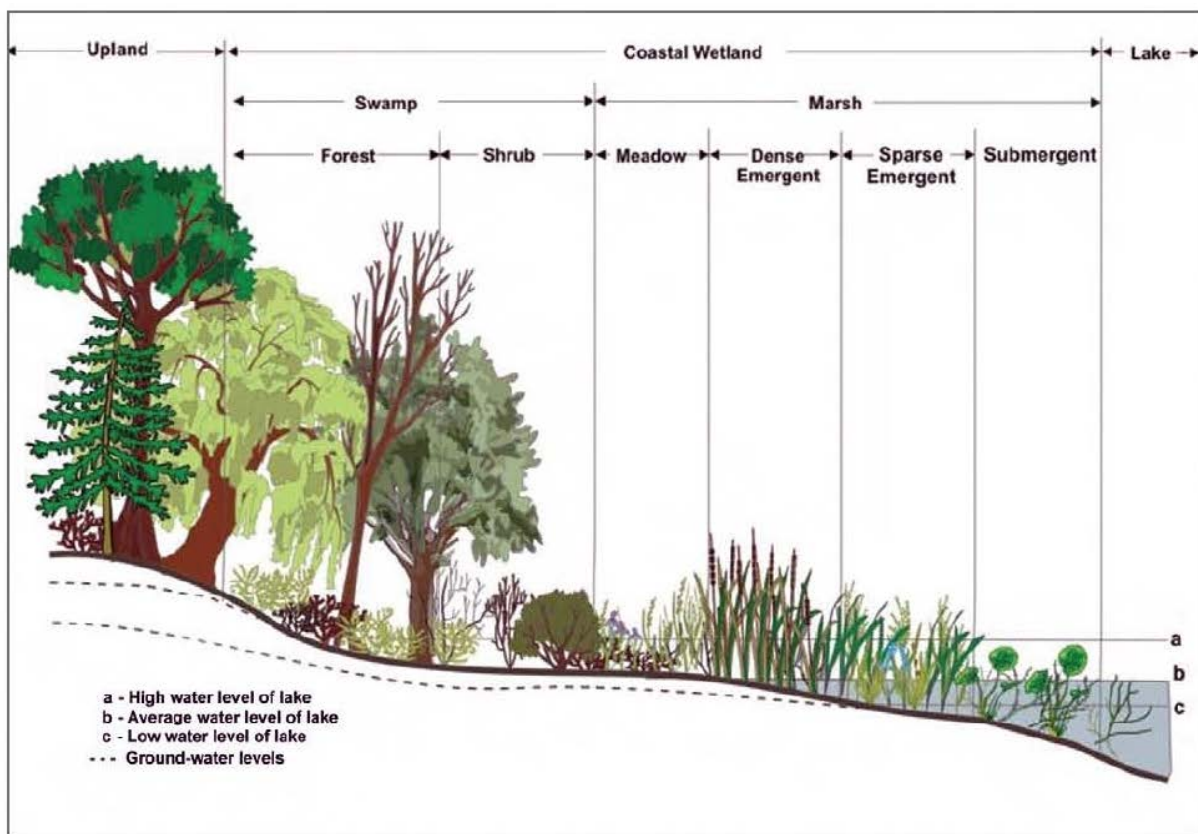 Upland
Coastal Wetland
Lake
Swamp
Marsh
Forest
Shrub
Meadow
Dense
Emergent
Sparse
Emergent
Submergent
a
b
c
a - High water level of lake
b - Average water level of lake
c - Low water level of lake
--- Ground-water levels